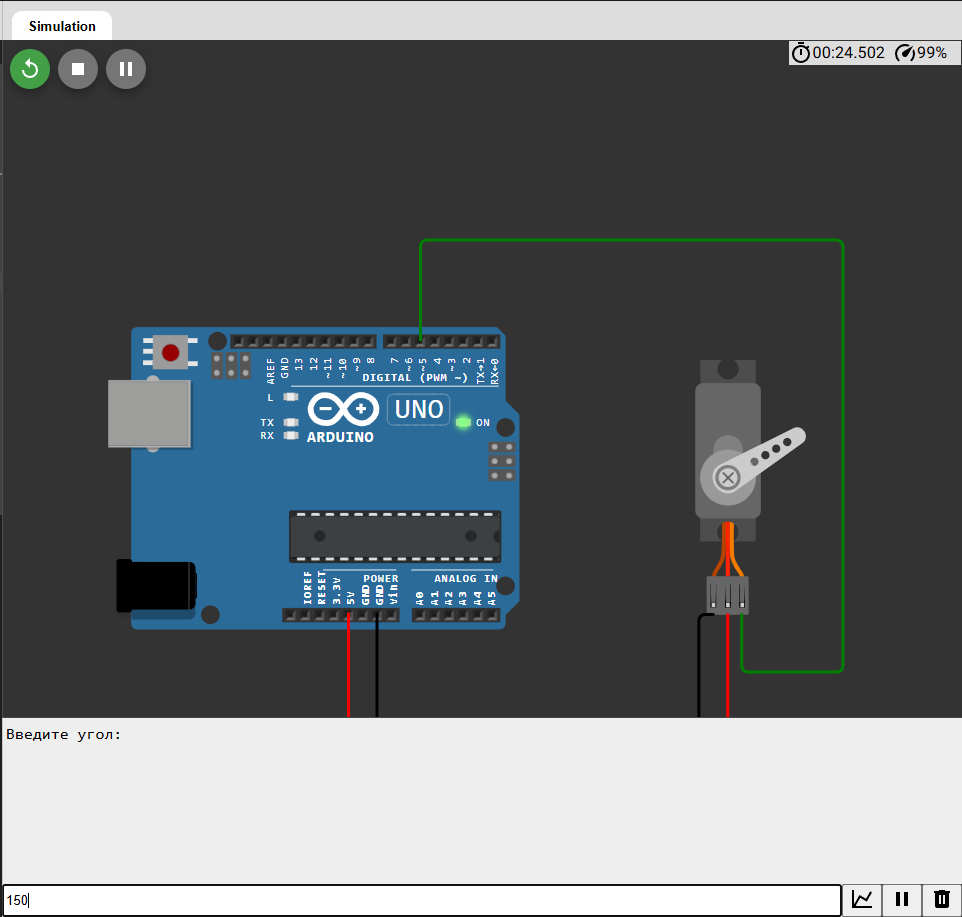 Simulation
00:24.502 99%
AREF
GND
13
12
~11
~10
~9
8
7
~6
~5
4
~3
2
TX→1
RX←0
DIGITAL (PWM ~)
L
TX
RX
UNO
ON
ARDUINO
POWER
ANALOG IN
IOREF
RESET
3.3V
5V
GND
GND
Vin
A0
A1
A2
A3
A4
A5
Введите угол:
150